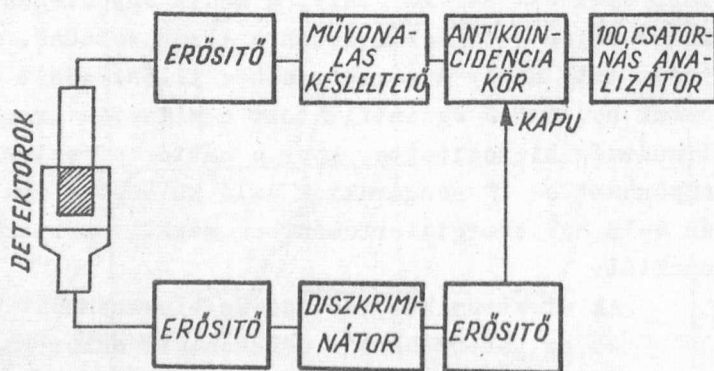 ERŐSITŐ
MŰVONA-
LAS
KÉSLELTETŐ
ANTIKOIN-
CIDENCIA
KÖR
100 CSATOR-
NÁS ANA-
LIZÁTOR
KAPU
DETEKTOROK
ERŐSITŐ
DISZKRIMI-
NÁTOR
ERŐSITŐ